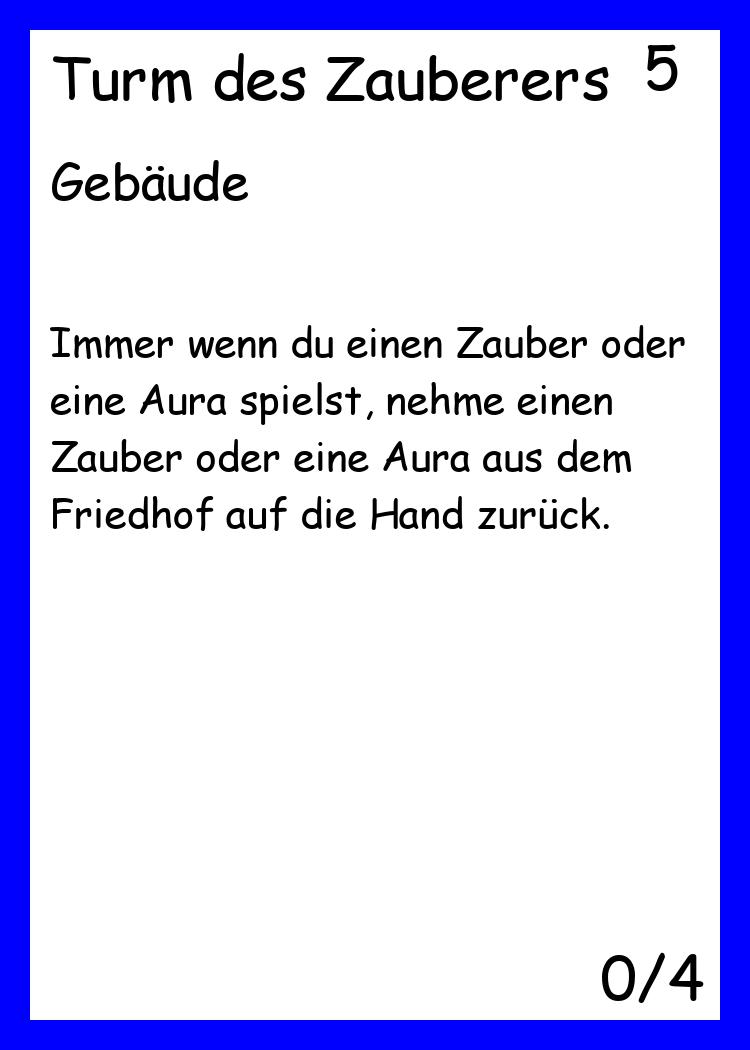 Turm des Zauberers 5
Gebäude
Immer wenn du einen Zauber oder
eine Aura spielst, nehme einen
Zauber oder eine Aura aus dem
Friedhof auf die Hand zurück.
0/4